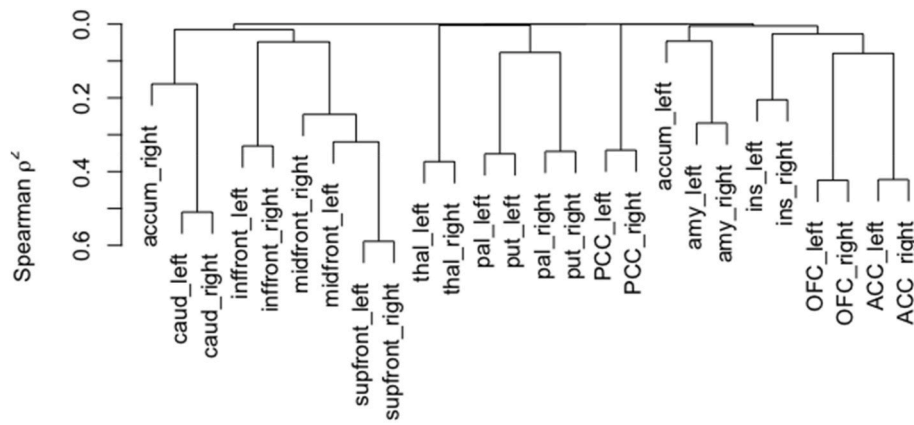 Spearman ρ²
0.0
0.2
0.4
0.6
accum_right
caud_left
caud_right
inffront_left
inffront_right
midfront_right
midfront_left
supfront_left
supfront_right
thal_left
thal_right
pal_left
put_left
pal_right
put_right
PCC_left
PCC_right
accum_left
amy_left
amy_right
ins_left
ins_right
OFC_left
OFC_right
ACC_left
ACC_right